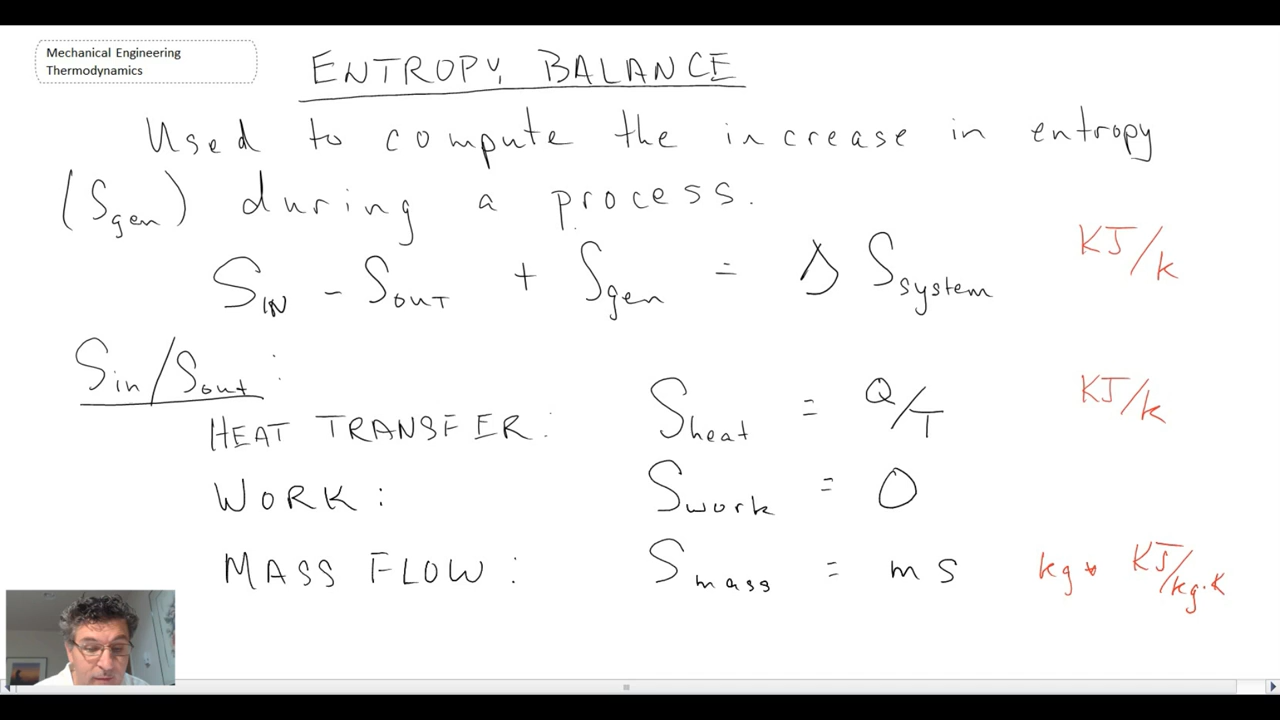 Mechanical Engineering
Thermodynamics
ENTROPY BALANCE
Used to compute the increase in entropy
(Sgen) during a process.
SIN - SOUT + Sgen = Δ Ssystem KJ/K
Sin/Sout :
HEAT TRANSFER : Sheat = Q/T KJ/K
WORK : Swork = 0
MASS FLOW : Smass = m s kg * KJ/kg.K